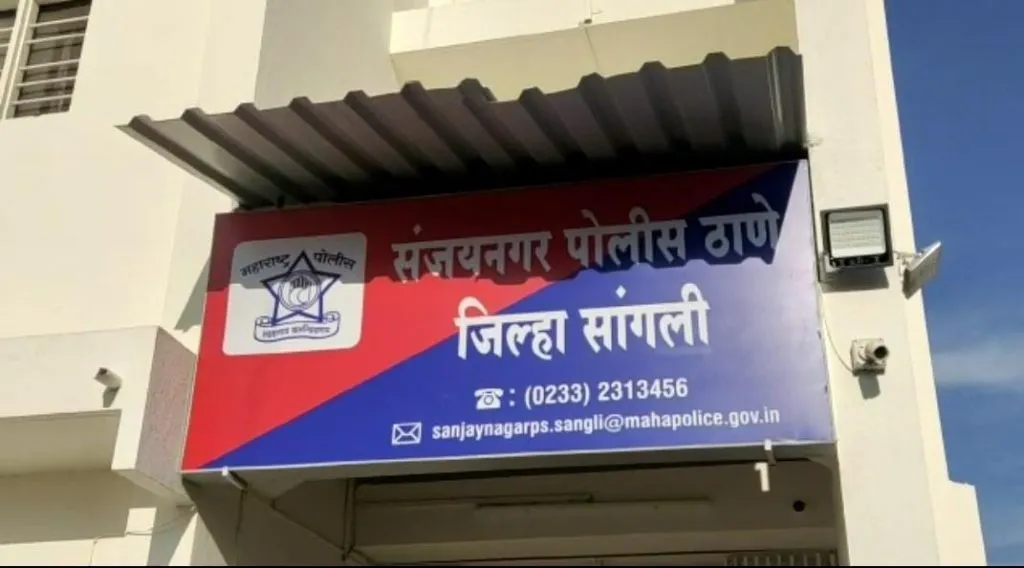 महाराष्ट्र पोलीस
संजयनगर पोलीस ठाणे
जिल्हा सांगली
☎ : (0233) 2313456
sanjaynagarps.sangli@mahapolice.gov.in